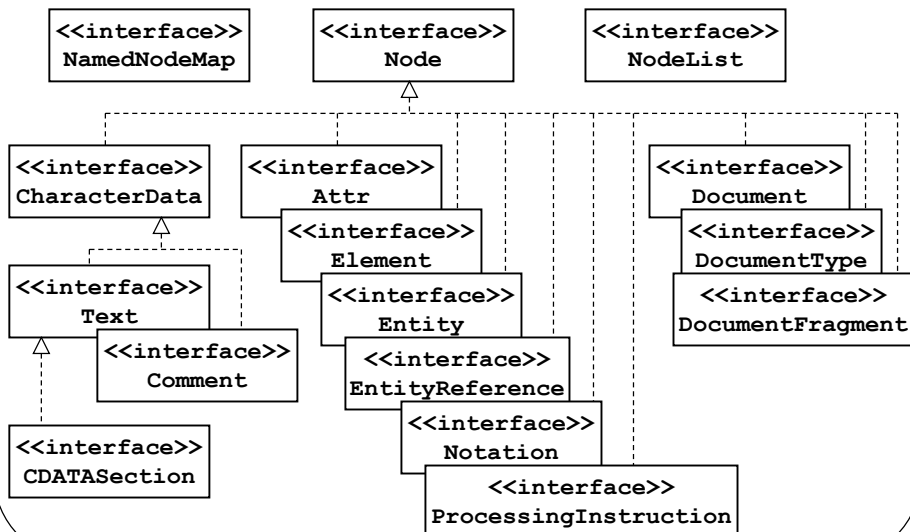 <<interface>>
NamedNodeMap
<<interface>>
Node
<<interface>>
NodeList
<<interface>>
CharacterData
<<interface>>
Attr
<<interface>>
Document
<<interface>>
Element
<<interface>>
DocumentType
<<interface>>
Text
<<interface>>
Entity
<<interface>>
DocumentFragment
<<interface>>
Comment
<<interface>>
EntityReference
<<interface>>
CDATASection
<<interface>>
Notation
<<interface>>
ProcessingInstruction